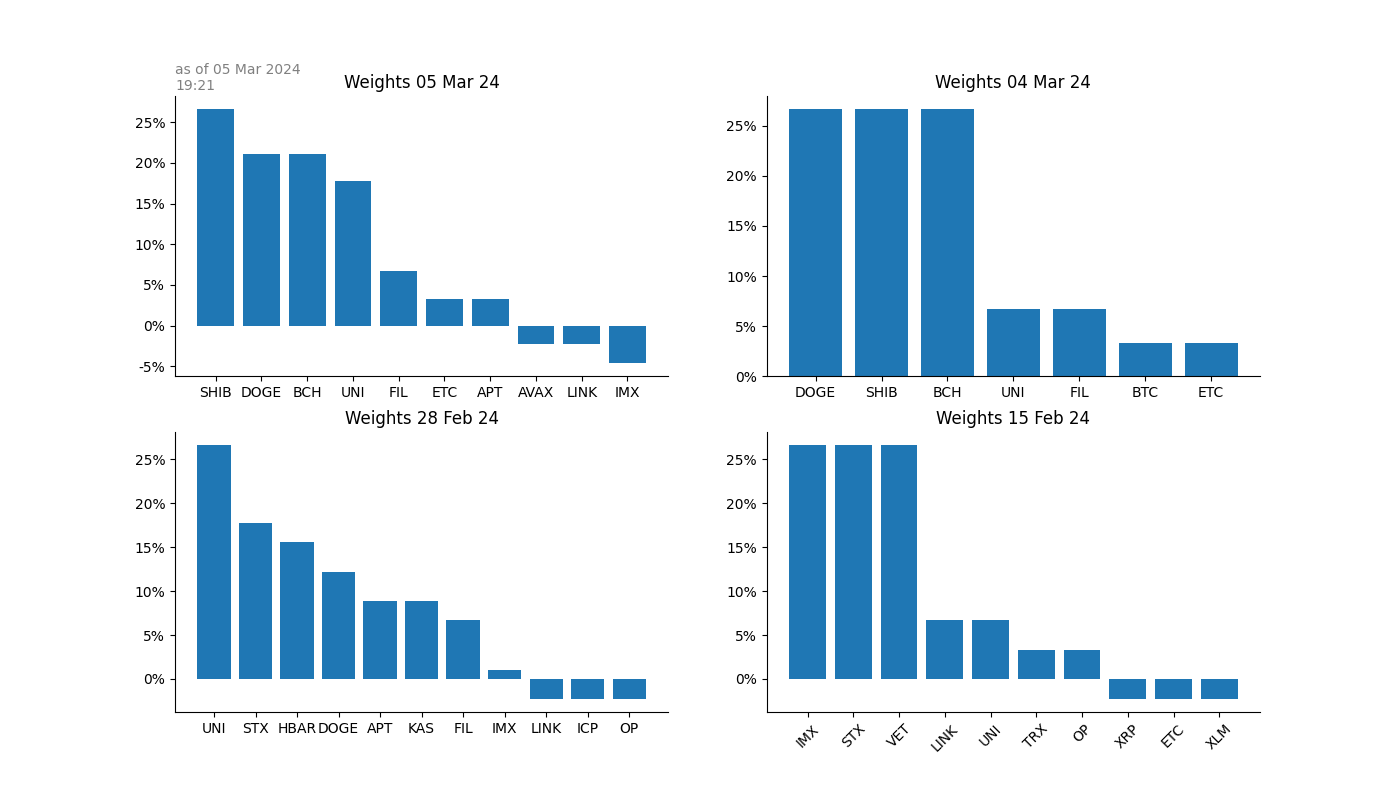 as of 05 Mar 2024
19:21
Weights 05 Mar 24
25%
20%
15%
10%
5%
0%
-5%
SHIB DOGE BCH UNI FIL ETC APT AVAX LINK IMX
Weights 04 Mar 24
25%
20%
15%
10%
5%
0%
DOGE SHIB BCH UNI FIL BTC ETC
Weights 28 Feb 24
25%
20%
15%
10%
5%
0%
UNI STX HBAR DOGE APT KAS FIL IMX LINK ICP OP
Weights 15 Feb 24
25%
20%
15%
10%
5%
0%
IMX STX VET LINK UNI TRX OP XRP ETC XLM